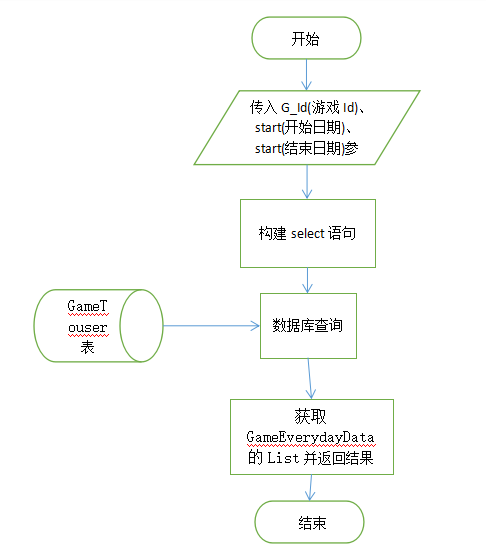 开始
传入 G_Id(游戏 Id)、
start(开始日期)、
start(结束日期)参
构建 select 语句
GameT
ouser
表
数据库查询
获取
GameEverydayData
的 List 并返回结果
结束